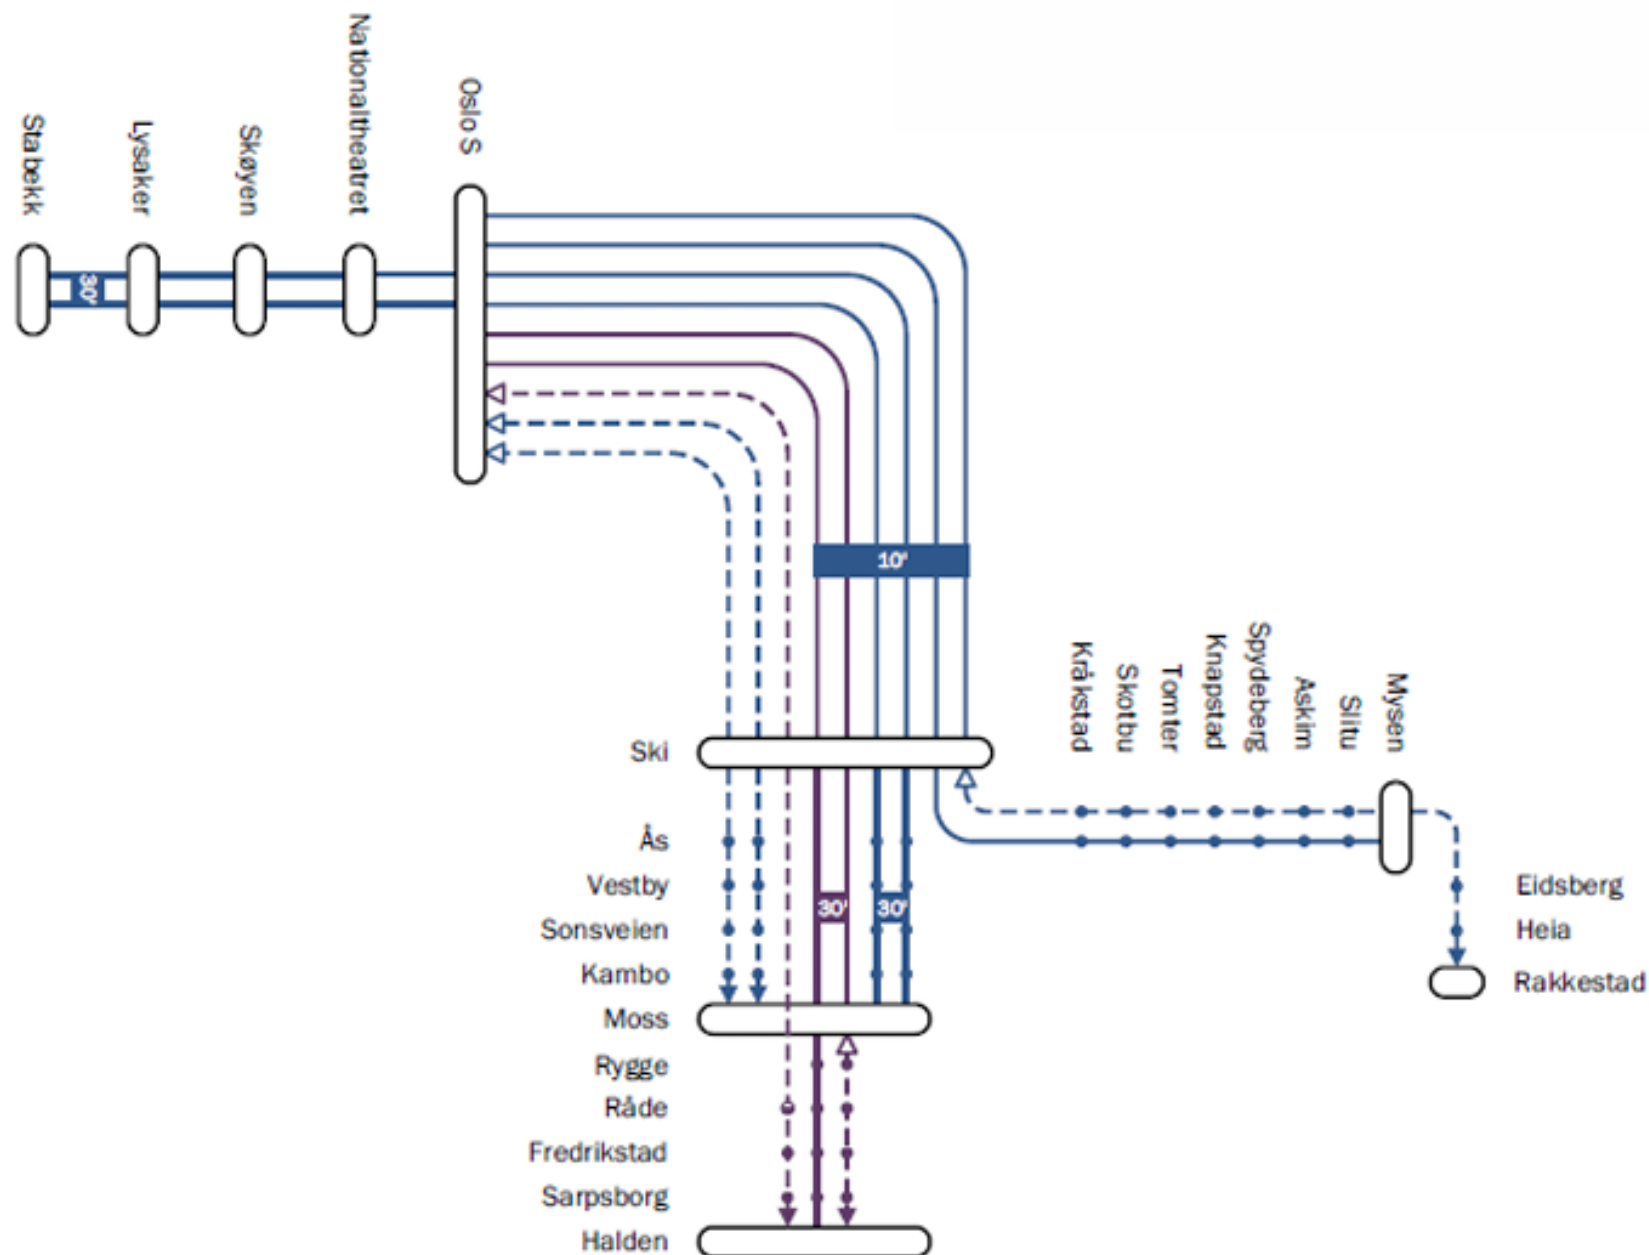 Stabekk
Lysaker
Skøyen
Nationaltheatret
Oslo S
30'
10'
Kråkstad
Skotbu
Tomter
Knapstad
Spydeberg
Askim
Slitu
Mysen
Ski
Ås
Vestby
30'
30'
Sonsveien
Kambo
Moss
Eidsberg
Heia
Rakkestad
Rygge
Råde
Fredrikstad
Sarpsborg
Halden